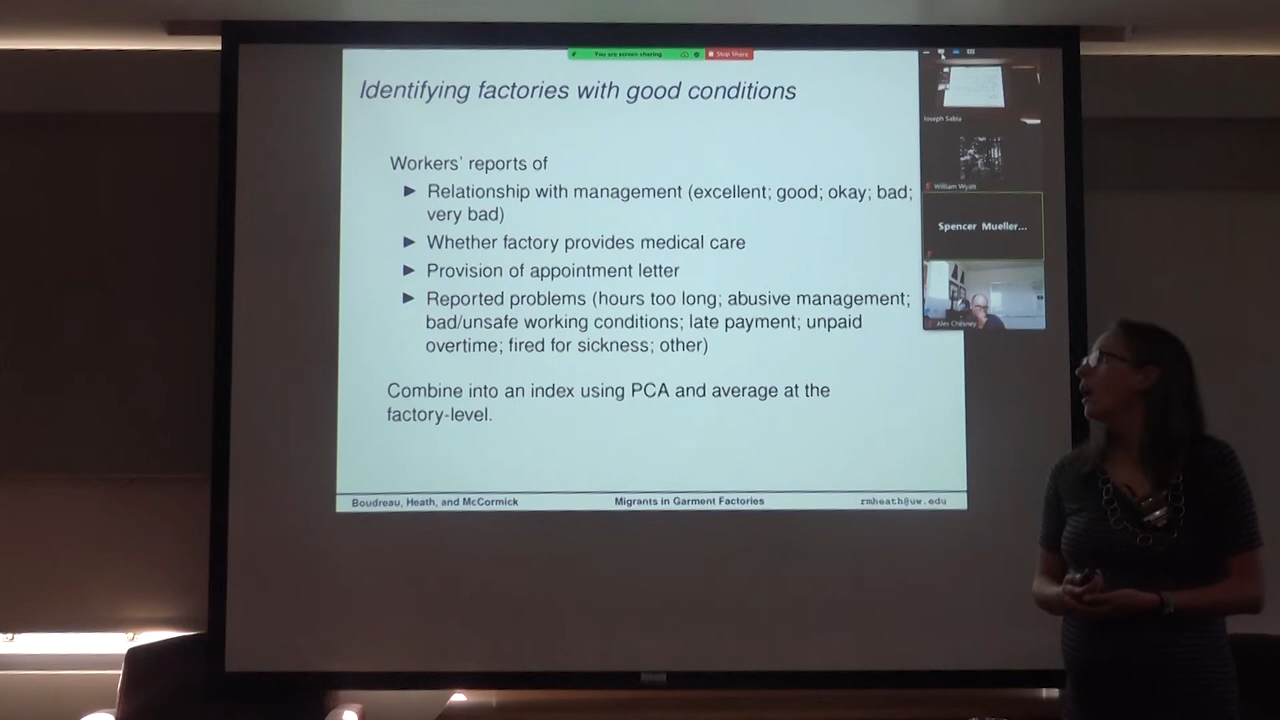 You are screen sharing
Stop Share
Identifying factories with good conditions
Joseph Sabia
William Wyatt
Spencer Mueller...
Alex Chesney
Workers' reports of
Relationship with management (excellent; good; okay; bad;
very bad)
Whether factory provides medical care
Provision of appointment letter
Reported problems (hours too long; abusive management;
bad/unsafe working conditions; late payment; unpaid
overtime; fired for sickness; other)
Combine into an index using PCA and average at the
factory-level.
Boudreau, Heath, and McCormick
Migrants in Garment Factories
rmheath@uw.edu